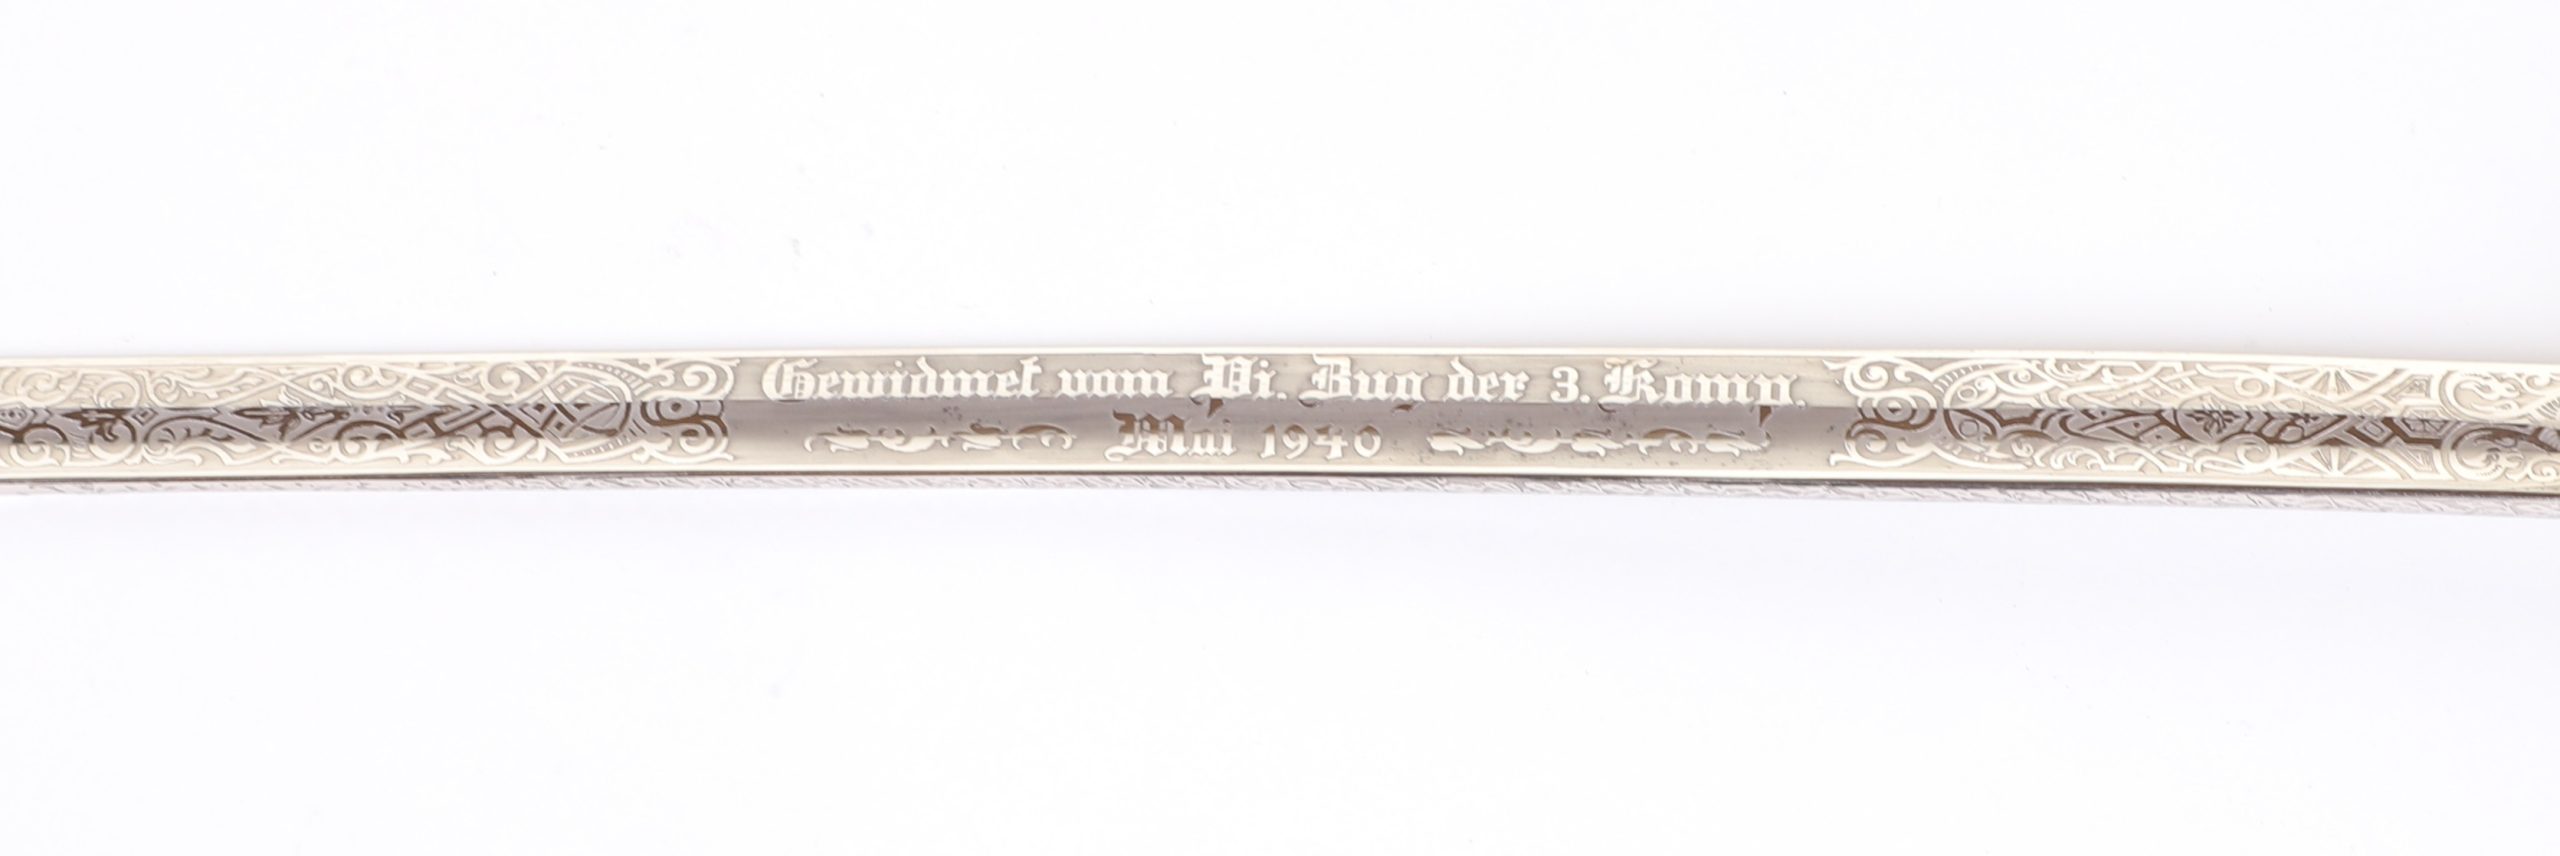 Gewidmet vom Pi. Zug der 3. Komp.
Mai 1940